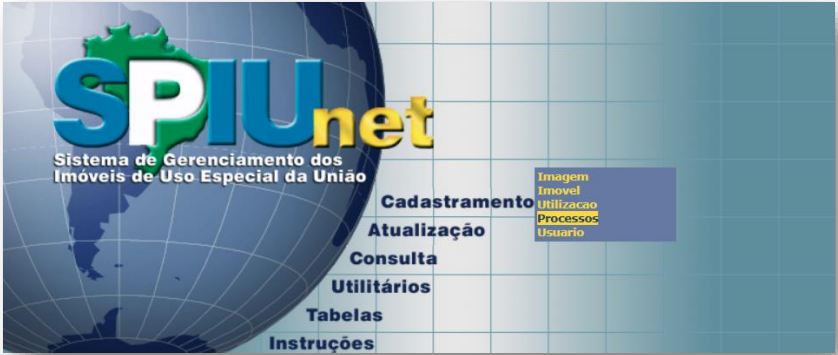 SPIUnet
Sistema de Gerenciamento dos
Imóveis de Uso Especial da União
Cadastramento
Imagem
Imovel
Utilizacao
Processos
Usuario
Atualização
Consulta
Utilitários
Tabelas
Instruções